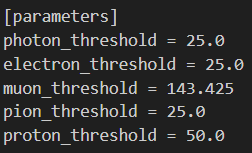 [parameters]
photon_threshold = 25.0
electron_threshold = 25.0
muon_threshold = 143.425
pion_threshold = 25.0
proton_threshold = 50.0